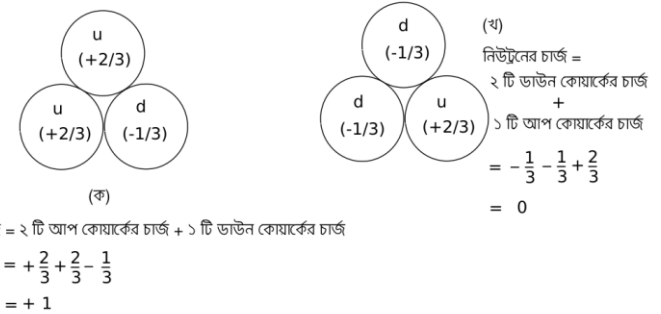 u
(+2/3)
u
(+2/3)
d
(-1/3)
(ক)
= ২ টি আপ কোয়ার্কের চার্জ + ১ টি ডাউন কোয়ার্কের চার্জ
= + 2/3 + 2/3 - 1/3
= + 1
d
(-1/3)
d
(-1/3)
u
(+2/3)
(খ)
নিউট্রনের চার্জ =
২ টি ডাউন কোয়ার্কের চার্জ
+
১ টি আপ কোয়ার্কের চার্জ
= - 1/3 - 1/3 + 2/3
= 0